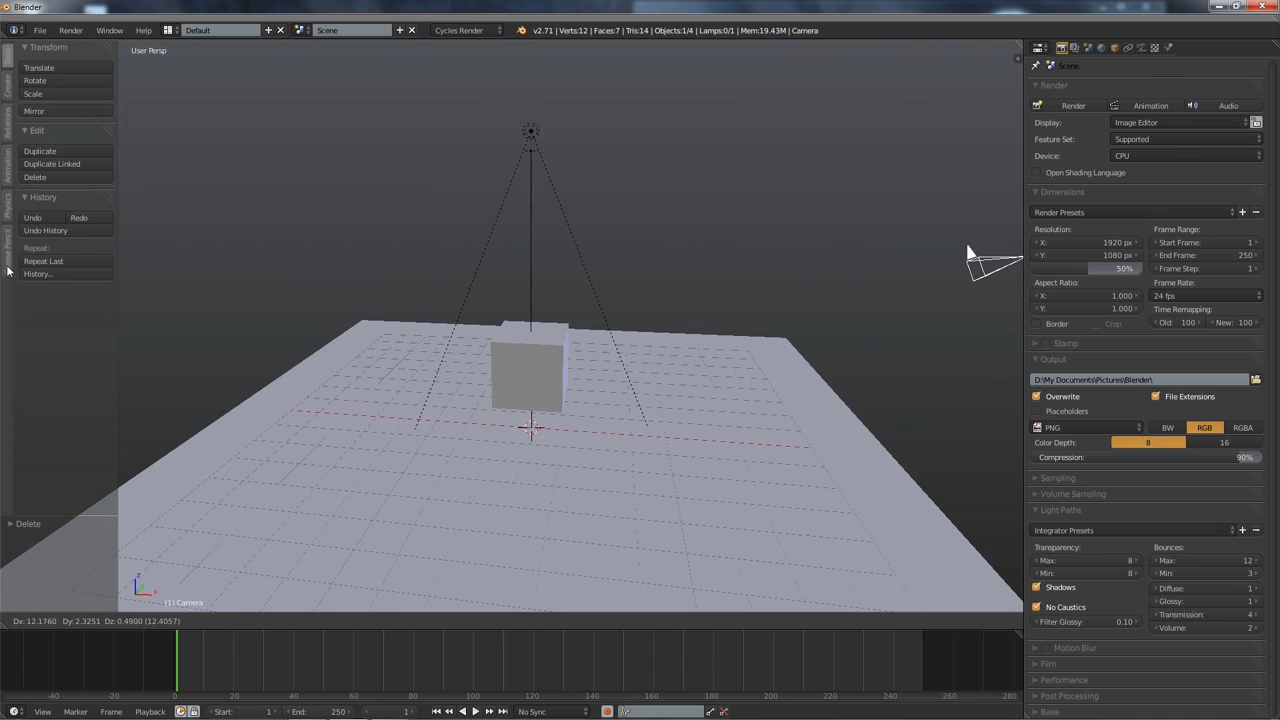 Blender
File Render Window Help Default Scene Cycles Render v2.71 | Verts:12 | Faces:7 | Tris:14 | Objects:1/4 | Lamps:0/1 | Mem:19.43M | Camera
User Persp
Tools
Create
Relations
Animation
Physics
Transform
Translate
Rotate
Scale
Mirror
Edit
Duplicate
Duplicate Linked
Delete
History
Undo Redo
Undo History
Repeat:
Repeat Last
History...
Delete
z
y
x
(1) Camera
Dx: 12.1760 Dy: 2.3251 Dz: 0.4900 (12.4057)
-40 -20 0 20 40 60 80 100 120 140 160 180 200 220 240 260 280
View Marker Frame Playback Start: 1 End: 250 1 No Sync
Scene
Render
Render Animation Audio
Display: Image Editor
Feature Set: Supported
Device: CPU
Open Shading Language
Dimensions
Render Presets
Resolution: Frame Range:
X: 1920 px Start Frame: 1
Y: 1080 px End Frame: 250
50% Frame Step: 1
Aspect Ratio: Frame Rate:
X: 1.000 24 fps
Y: 1.000 Time Remapping:
Border Crop Old: 100 New: 100
Stamp
Output
D:\My Documents\Pictures\Blender\
Overwrite File Extensions
Placeholders
PNG BW RGB RGBA
Color Depth: 8 16
Compression: 90%
Sampling
Volume Sampling
Light Paths
Integrator Presets
Transparency: Bounces:
Max: 8 Max: 12
Min: 8 Min: 3
Shadows Diffuse: 1
Glossy: 1
No Caustics Transmission: 4
Filter Glossy: 0.10 Volume: 2
Motion Blur
Film
Performance
Post Processing
Bake